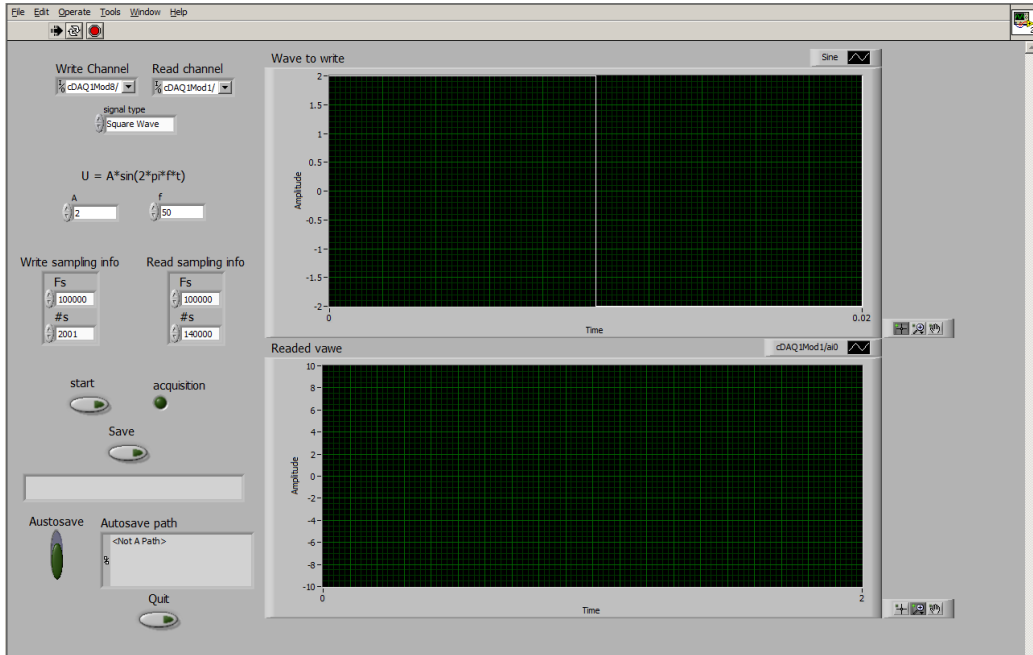 File Edit Operate Tools Window Help
Write Channel Read channel
cDAQ1Mod8/ cDAQ1Mod1/
signal type
Square Wave
U = A*sin(2*pi*f*t)
A f
2 50
Write sampling info Read sampling info
Fs Fs
100000 100000
#s #s
2001 140000
start acquisition
Save
Austosave Autosave path
<Not A Path>
Quit
Wave to write Sine
2
1.5
1
0.5
0
-0.5
-1
-1.5
-2
Amplitude
0 0.02
Time
Readed vawe cDAQ1Mod1/ai0
10
8
6
4
2
0
-2
-4
-6
-8
-10
Amplitude
0 2
Time